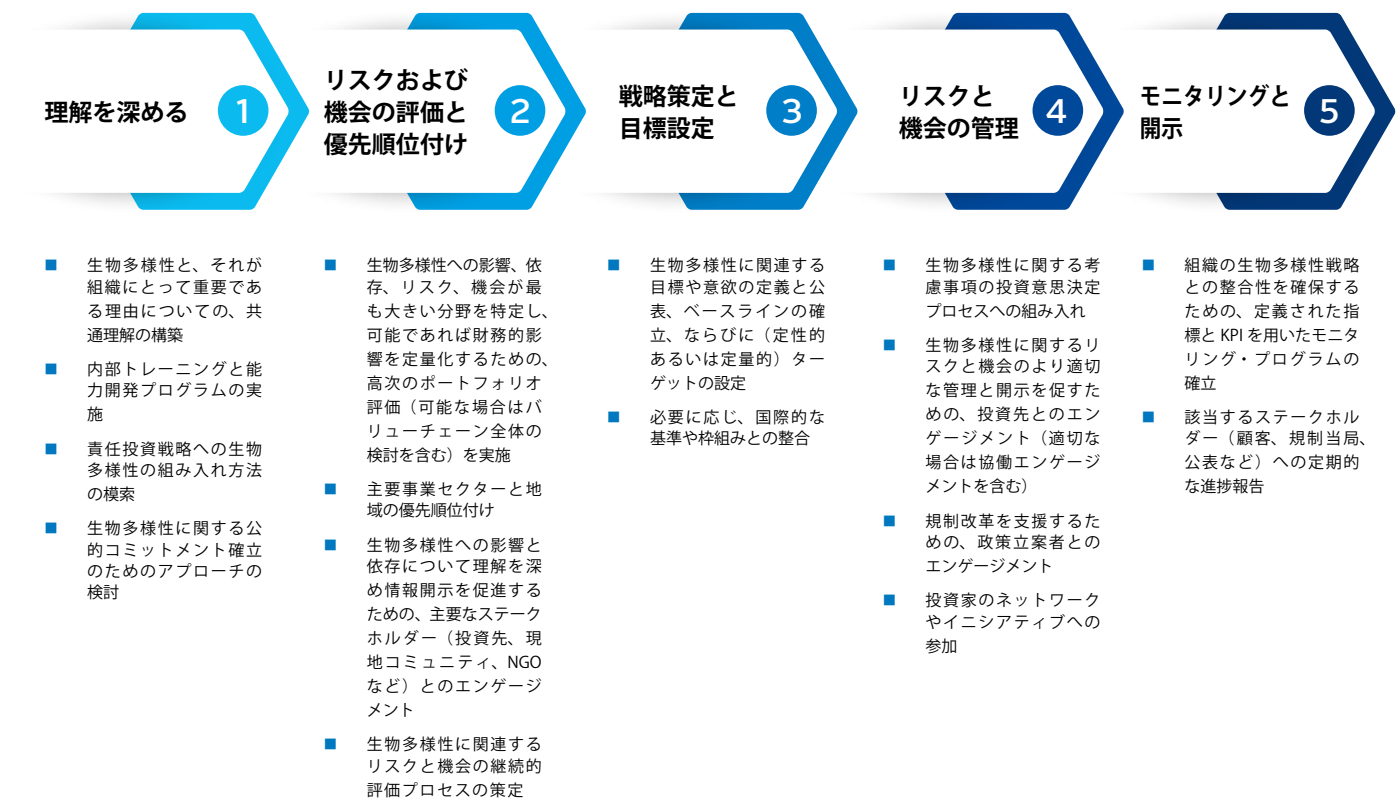 理解を深める
1
生物多様性と、それが
組織にとって重要であ
る理由についての、共
通理解の構築
内部トレーニングと能
力開発プログラムの実
施
責任投資戦略への生物
多様性の組み入れ方法
の模索
生物多様性に関する公
的コミットメント確立
のためのアプローチの
検討
リスクおよび
機会の評価と
優先順位付け
2
生物多様性への影響、依
存、リスク、機会が最
も大きい分野を特定し、
可能であれば財務的影
響を定量化するための、
高次のポートフォリオ
評価（可能な場合はバ
リューチェーン全体の
検討を含む）を実施
主要事業セクターと地
域の優先順位付け
生物多様性への影響と
依存について理解を深
め情報開示を促進する
ための、主要なステーク
ホルダー（投資先、現
地コミュニティ、NGO
など）とのエンゲージ
メント
生物多様性に関連する
リスクと機会の継続的
評価プロセスの策定
戦略策定と
目標設定
3
生物多様性に関連する
目標や意欲の定義と公
表、ベースラインの確
立、ならびに（定性的
あるいは定量的）ター
ゲットの設定
必要に応じ、国際的な
基準や枠組みとの整合
リスクと
機会の管理
4
生物多様性に関する考
慮事項の投資意思決定
プロセスへの組み入れ
生物多様性に関するリ
スクと機会のより適切
な管理と開示を促すた
めの、投資先とのエン
ゲージメント（適切な
場合は協働エンゲージ
メントを含む）
規制改革を支援するた
めの、政策立案者との
エンゲージメント
投資家のネットワーク
やイニシアティブへの
参加
モニタリングと
開示
5
組織の生物多様性戦略
との整合性を確保する
ための、定義された指
標と KPI を用いたモニタ
リング・プログラムの
確立
該当するステークホル
ダー（顧客、規制当局、
公表など）への定期的
な進捗報告